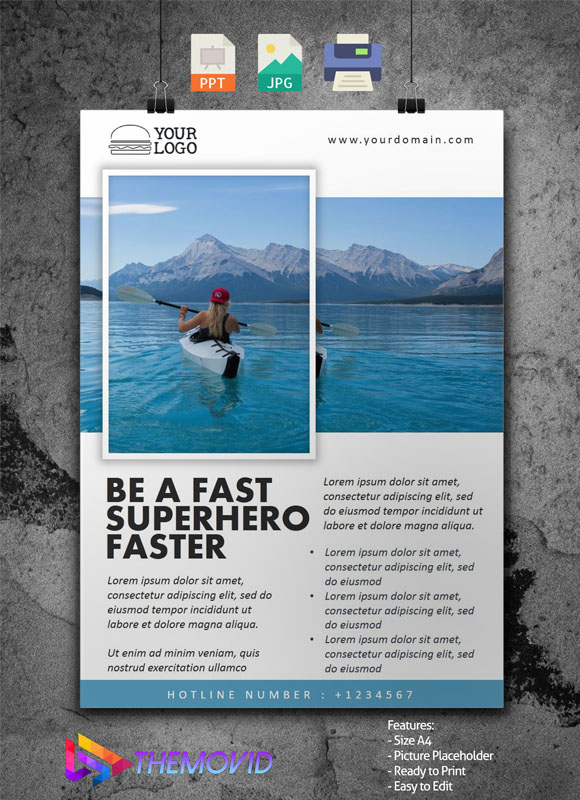 PPT
JPG
YOUR
LOGO
www.yourdomain.com
BE A FAST
SUPERHERO
FASTER
Lorem ipsum dolor sit amet,
consectetur adipiscing elit, sed
do eiusmod tempor incididunt
ut labore et dolore magna
aliqua.
Ut enim ad minim veniam, quis
nostrud exercitation ullamco
Lorem ipsum dolor sit amet,
consectetur adipiscing elit, sed
do eiusmod tempor incididunt ut
labore et dolore magna aliqua.
• Lorem ipsum dolor sit amet,
consectetur adipiscing elit, sed
do eiusmod
• Lorem ipsum dolor sit amet,
consectetur adipiscing elit, sed
do eiusmod
• Lorem ipsum dolor sit amet,
consectetur adipiscing elit, sed
do eiusmod
HOTLINE NUMBER : +1234567
THEMOVID
Features:
- Size A4
- Picture Placeholder
- Ready to Print
- Easy to Edit